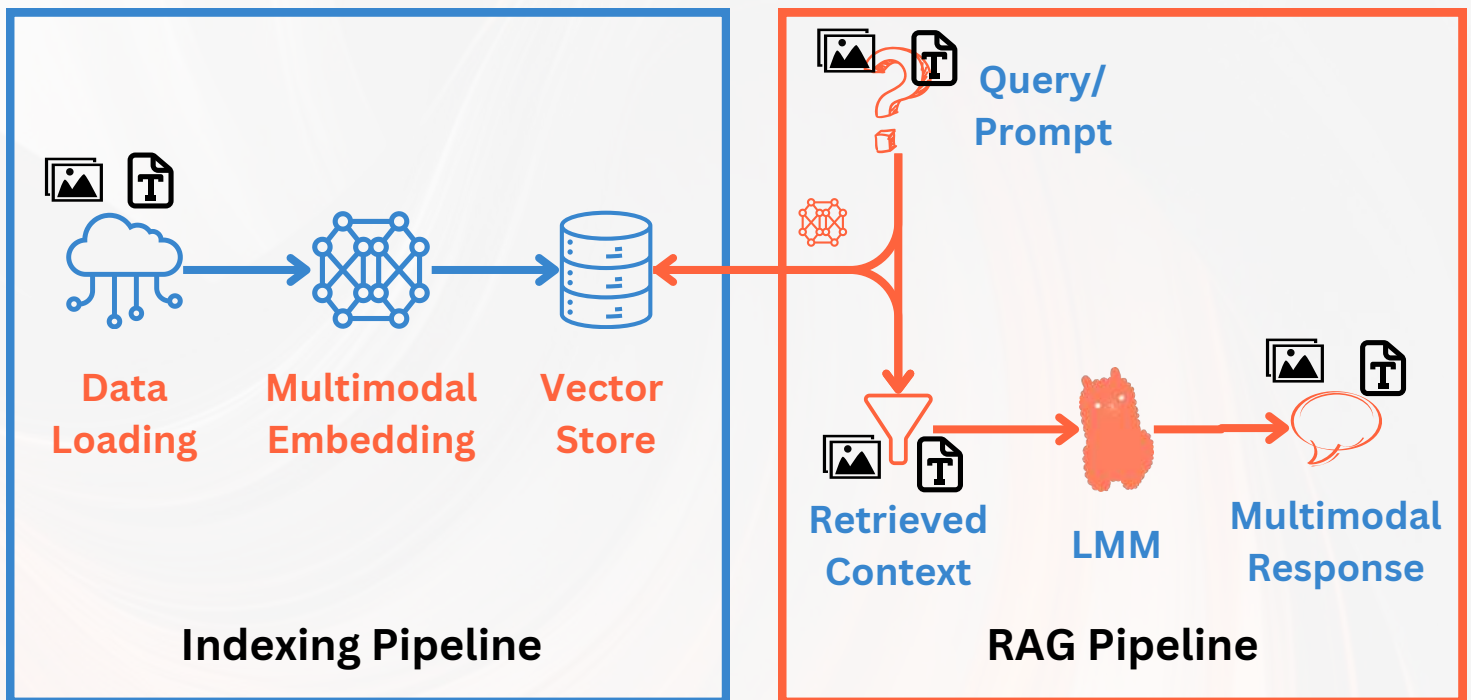 T
Data
Loading
Multimodal
Embedding
Vector
Store
Indexing Pipeline
T
Query/
Prompt
T
Retrieved
Context
LMM
T
Multimodal
Response
RAG Pipeline